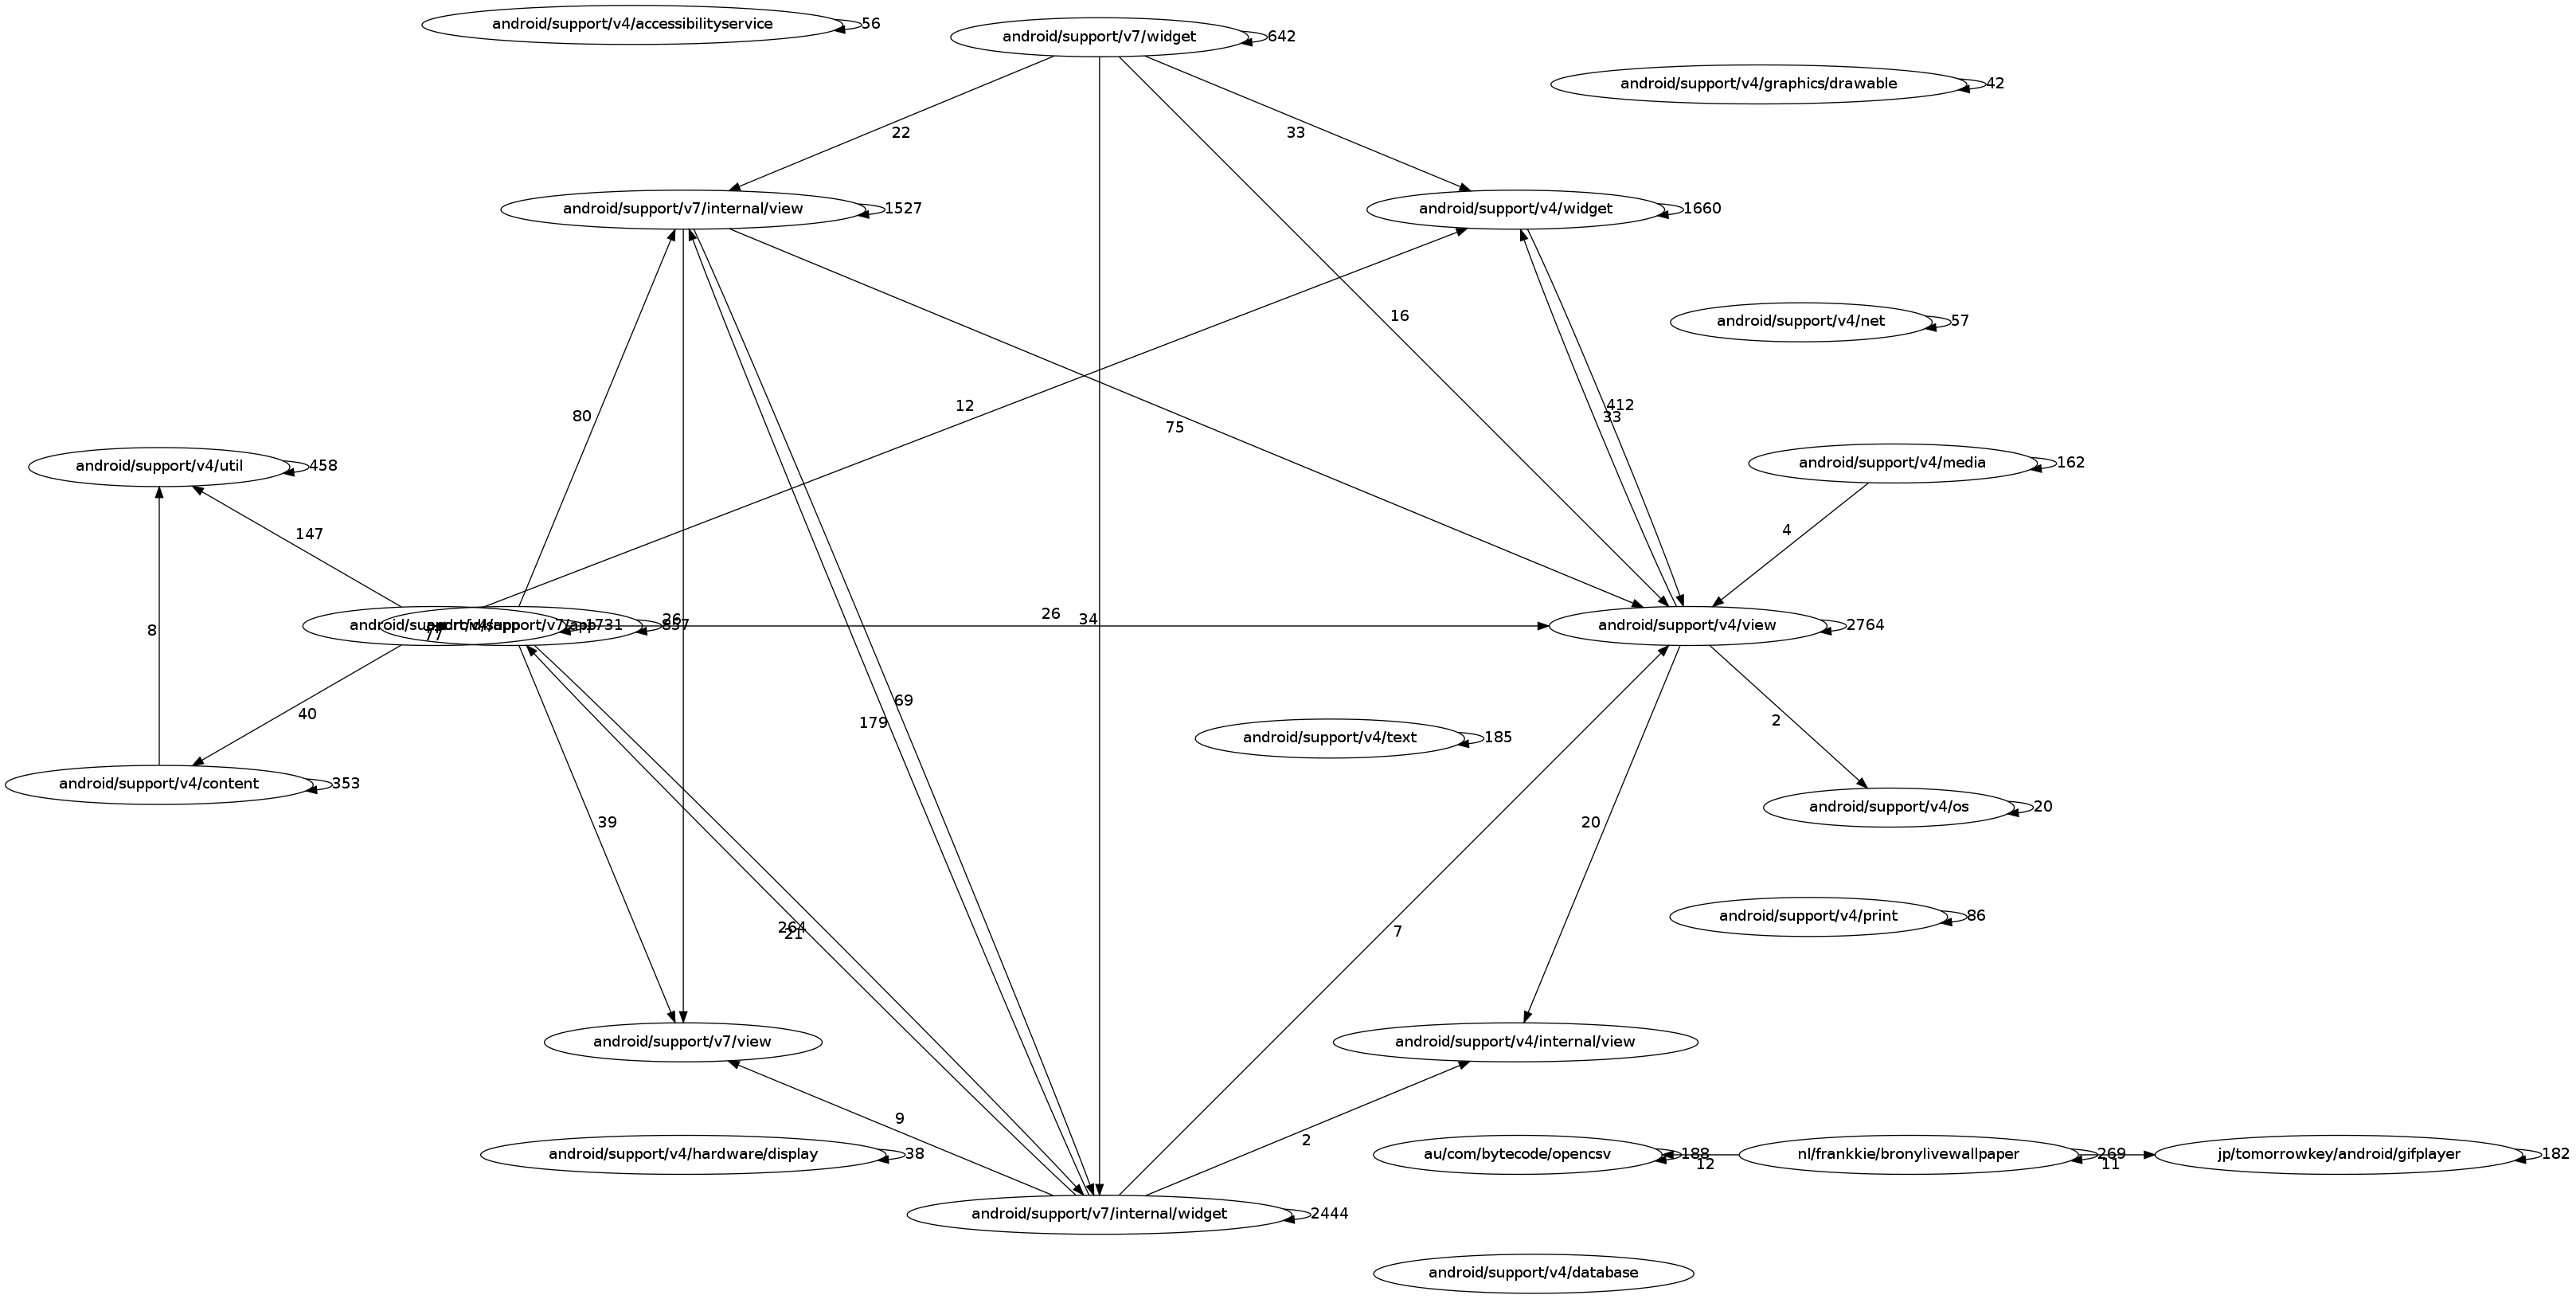 android/support/v4/accessibilityservice
56
android/support/v7/widget
642
android/support/v4/graphics/drawable
42
22
33
android/support/v7/internal/view
1527
android/support/v4/widget
1660
16
android/support/v4/net
57
80
12
412
33
75
android/support/v4/util
458
android/support/v4/media
162
147
4
8
android/support/v4/app
android/support/v7/app
77
1731
26
857
26
34
android/support/v4/view
2764
40
69
179
android/support/v4/text
185
2
android/support/v4/content
353
android/support/v4/os
20
39
20
android/support/v4/print
86
264
21
7
android/support/v7/view
android/support/v4/internal/view
9
2
android/support/v4/hardware/display
38
au/com/bytecode/opencsv
188
12
nl/frankkie/bronylivewallpaper
269
11
jp/tomorrowkey/android/gifplayer
182
android/support/v7/internal/widget
2444
android/support/v4/database